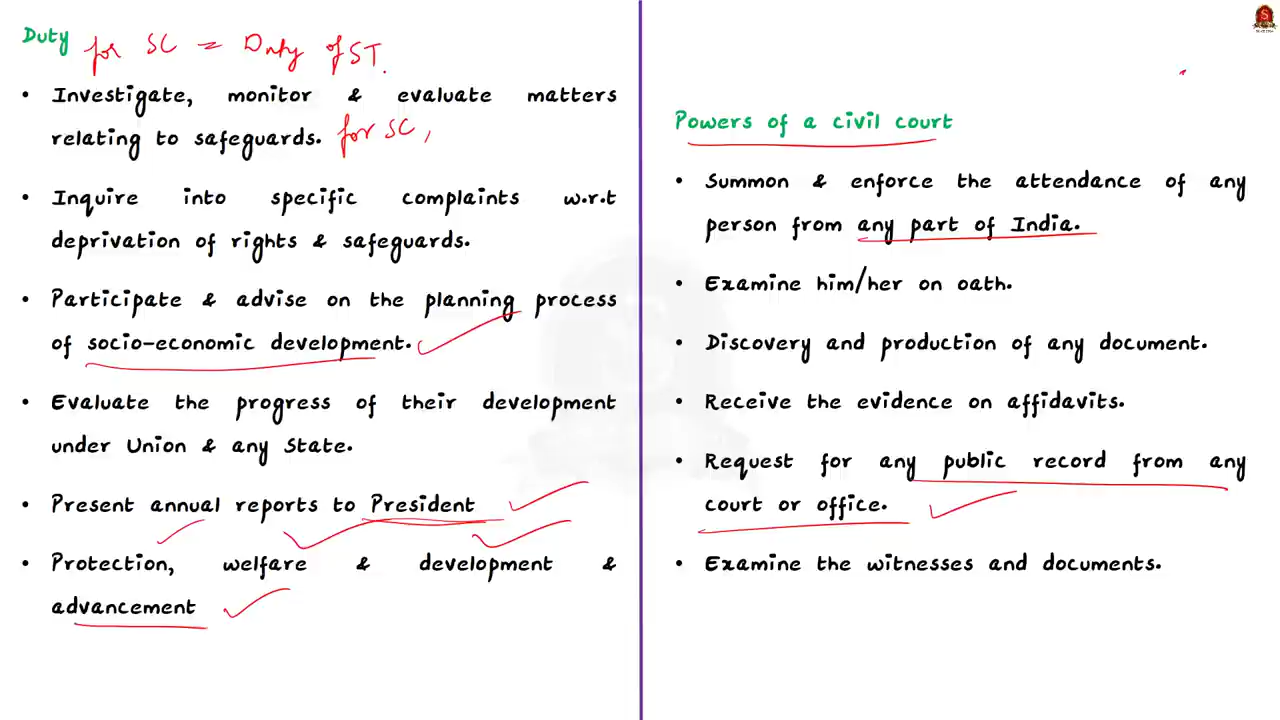 Duty for SC = Duty of ST.
• Investigate, monitor & evaluate matters
relating to safeguards. for SC,
• Inquire into specific complaints w.r.t
deprivation of rights & safeguards.
• Participate & advise on the planning process
of socio-economic development.
• Evaluate the progress of their development
under Union & any State.
• Present annual reports to President
• Protection, welfare & development &
advancement
Powers of a civil court
• Summon & enforce the attendance of any
person from any part of India.
• Examine him/her on oath.
• Discovery and production of any document.
• Receive the evidence on affidavits.
• Request for any public record from any
court or office.
• Examine the witnesses and documents.